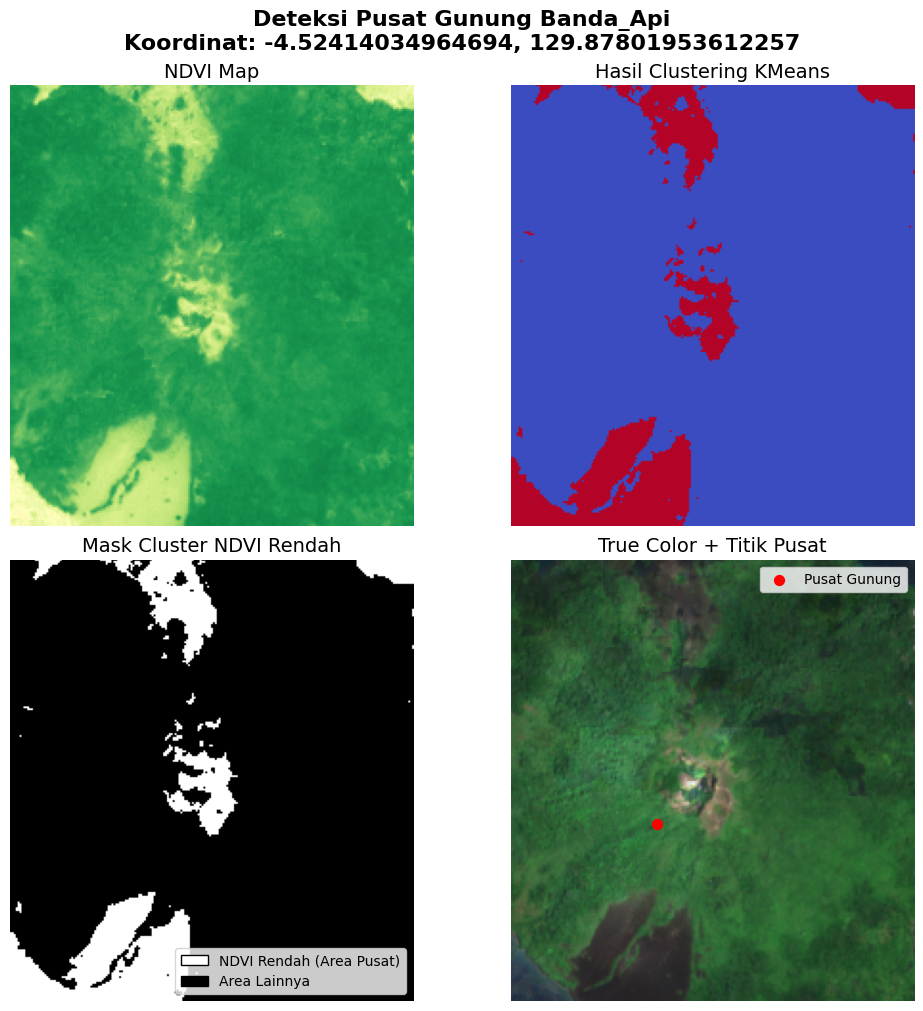 Deteksi Pusat Gunung Banda_Api
Koordinat: -4.52414034964694, 129.87801953612257
NDVI Map
Hasil Clustering KMeans
Mask Cluster NDVI Rendah
True Color + Titik Pusat
Pusat Gunung
NDVI Rendah (Area Pusat)
Area Lainnya